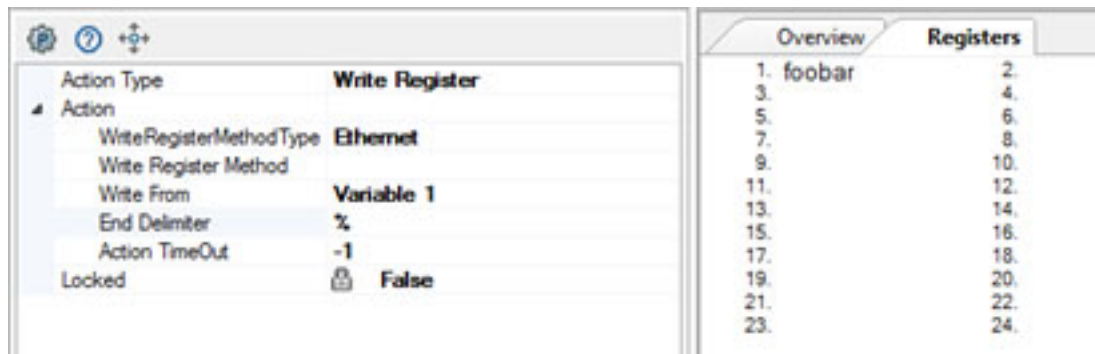 Action Type Write Register
Action
WriteRegisterMethodType Ethernet
Write Register Method
Write From Variable 1
End Delimiter %
Action TimeOut -1
Locked False
Overview Registers
1. foobar 2.
3. 4.
5. 6.
7. 8.
9. 10.
11. 12.
13. 14.
15. 16.
17. 18.
19. 20.
21. 22.
23. 24.